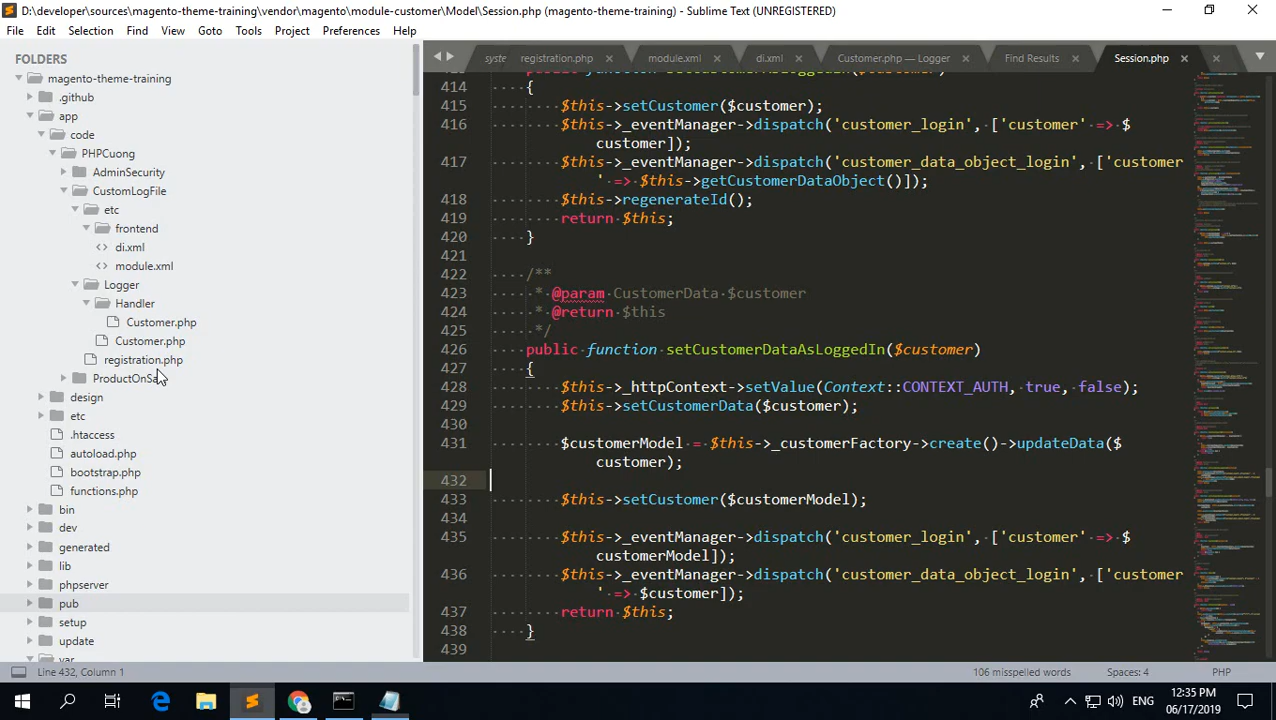 D:\developer\sources\magento-theme-training\vendor\magento\module-customer\Model\Session.php (magento-theme-training) - Sublime Text (UNREGISTERED)
File Edit Selection Find View Goto Tools Project Preferences Help
FOLDERS
magento-theme-training
.github
app
code
PHPCuong
AdminSecurity
CustomLogFile
etc
frontend
di.xml
module.xml
Logger
Handler
Customer.php
Customer.php
registration.php
design
etc
.htaccess
autoload.php
bootstrap.php
functions.php
bin
dev
generated
lib
phpserver
pub
setup
update
var
syste registration.php module.xml di.xml Customer.php — Logger Find Results Session.php
414 {
415 $this->setCustomer($customer);
416 $this->_eventManager->dispatch('customer_login', ['customer' => $
customer]);
417 $this->_eventManager->dispatch('customer_data_object_login', ['customer
' => $this->getCustomerDataObject()]);
418 $this->regenerateId();
419 return $this;
420 }
421
422 /**
423 * @param CustomerData $customer
424 * @return $this
425 */
426 public function setCustomerDataAsLoggedIn($customer)
427 {
428 $this->_httpContext->setValue(Context::CONTEXT_AUTH, true, false);
429 $this->setCustomerData($customer);
430
431 $customerModel = $this->_customerFactory->create()->updateData($
customer);
432
433 $this->setCustomer($customerModel);
434
435 $this->_eventManager->dispatch('customer_login', ['customer' => $
customerModel]);
436 $this->_eventManager->dispatch('customer_data_object_login', ['customer
' => $customer]);
437 return $this;
438 }
439
Line 432, Column 1 106 misspelled words Spaces: 4 PHP
ENG 12:35 PM
06/17/2019